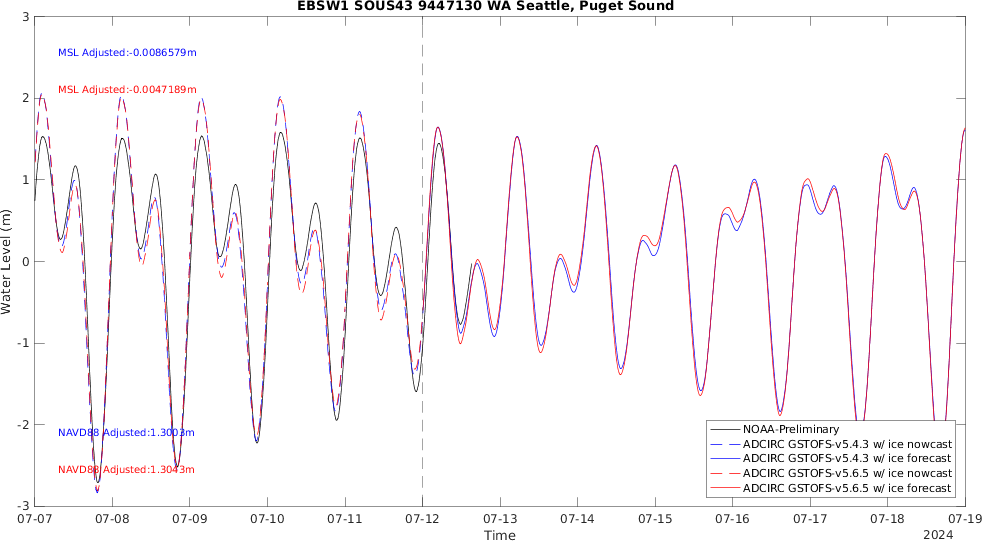 EBSW1 SOUS43 9447130 WA Seattle, Puget Sound
3
MSL Adjusted:-0.0086579m
2
MSL Adjusted:-0.0047189m
1
0
Water Level (m)
-1
-2
NAVD88 Adjusted:1.3003m
NAVD88 Adjusted:1.3043m
-3
NOAA-Preliminary
ADCIRC GSTOFS-v5.4.3 w/ ice nowcast
ADCIRC GSTOFS-v5.4.3 w/ ice forecast
ADCIRC GSTOFS-v5.6.5 w/ ice nowcast
ADCIRC GSTOFS-v5.6.5 w/ ice forecast
07-07 07-08 07-09 07-10 07-11 07-12 07-13 07-14 07-15 07-16 07-17 07-18 07-19
Time
2024